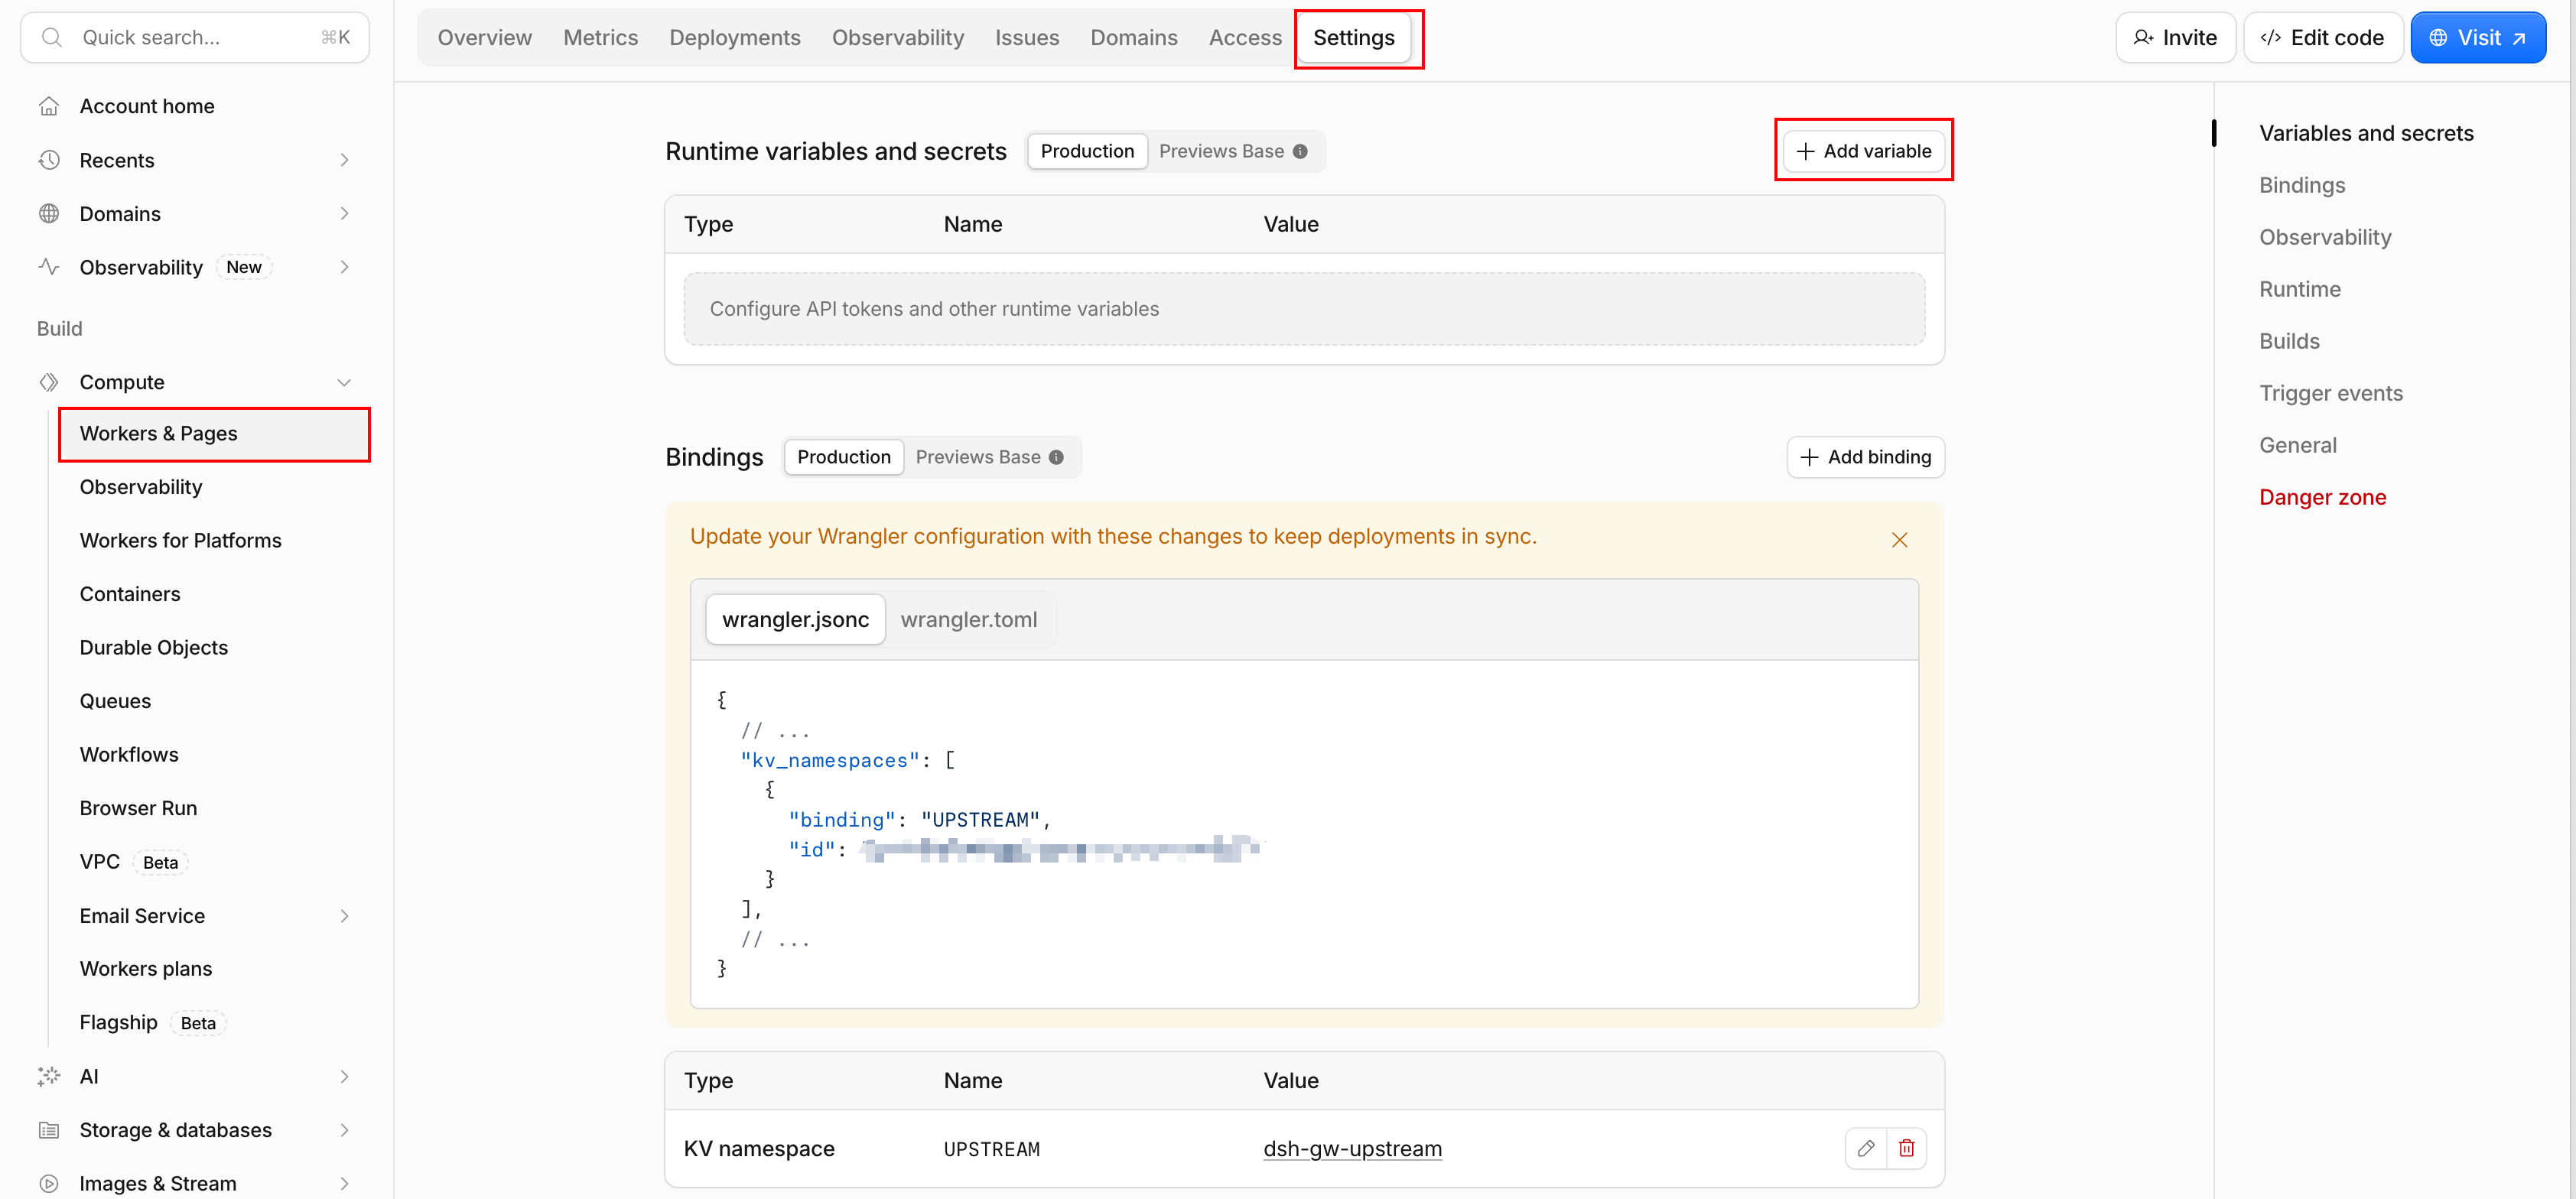 Quick search... ⌘K
Overview Metrics Deployments Observability Issues Domains Access Settings
Invite </> Edit code Visit
Account home
Recents
Domains
Observability New
Build
Compute
Workers & Pages
Observability
Workers for Platforms
Containers
Durable Objects
Queues
Workflows
Browser Run
VPC Beta
Email Service
Workers plans
Flagship Beta
AI
Storage & databases
Images & Stream
Runtime variables and secrets Production Previews Base + Add variable
Type Name Value
Configure API tokens and other runtime variables
Bindings Production Previews Base + Add binding
Update your Wrangler configuration with these changes to keep deployments in sync.
wrangler.jsonc wrangler.toml
{
// ...
"kv_namespaces": [
{
"binding": "UPSTREAM",
"id":
}
],
// ...
}
Type Name Value
KV namespace UPSTREAM dsh-gw-upstream
Variables and secrets
Bindings
Observability
Runtime
Builds
Trigger events
General
Danger zone